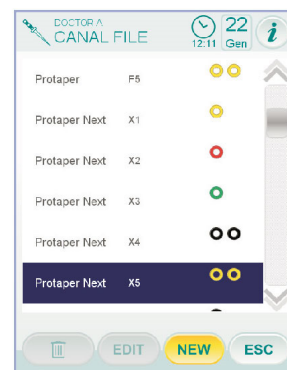 DOCTOR A
CANAL FILE
12:11
22
Gen
i
Protaper F5
Protaper Next X1
Protaper Next X2
Protaper Next X3
Protaper Next X4
Protaper Next X5
EDIT
NEW
ESC